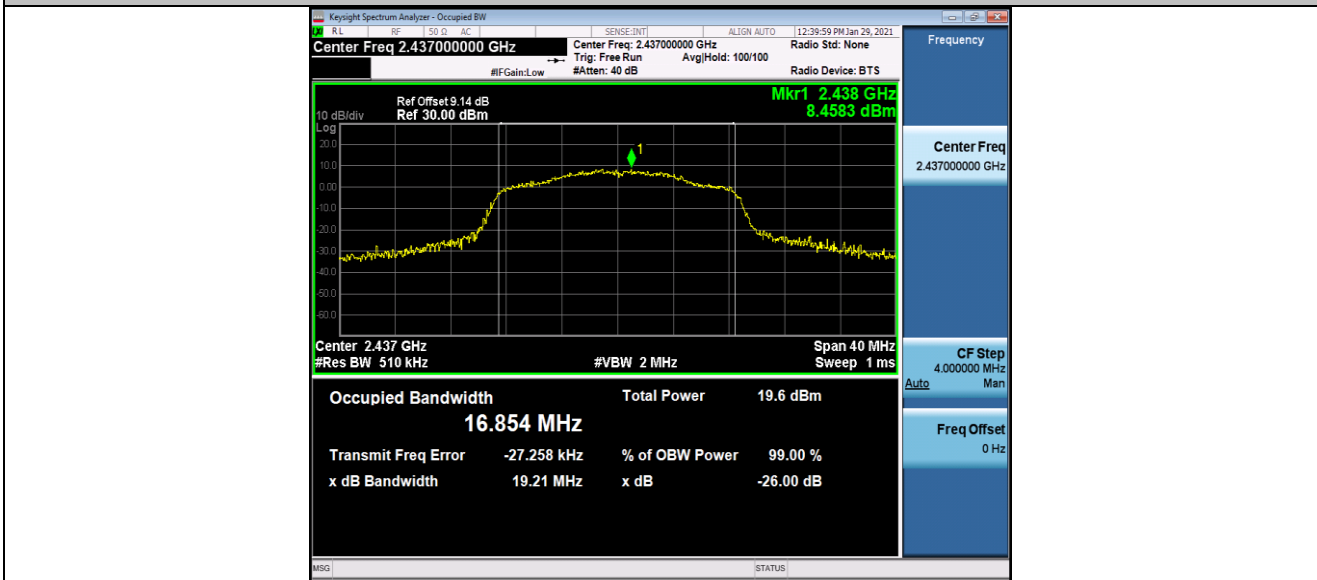 Keysight Spectrum Analyzer - Occupied BW
RL RF 50 Ω AC SENSE:INT ALIGN AUTO 12:39:59 PM Jan 29, 2021
Center Freq 2.437000000 GHz
Center Freq: 2.437000000 GHz
Radio Std: None
Trig: Free Run Avg|Hold: 100/100
#IFGain:Low #Atten: 40 dB Radio Device: BTS
Frequency
Ref Offset 9.14 dB
Mkr1 2.438 GHz
10 dB/div Ref 30.00 dBm 8.4583 dBm
Log
20.0
10.0
0.00
-10.0
-20.0
-30.0
-40.0
-50.0
-60.0
1
Center 2.437 GHz Span 40 MHz
#Res BW 510 kHz #VBW 2 MHz Sweep 1 ms
Occupied Bandwidth Total Power 19.6 dBm
16.854 MHz
Transmit Freq Error -27.258 kHz % of OBW Power 99.00 %
x dB Bandwidth 19.21 MHz x dB -26.00 dB
Center Freq
2.437000000 GHz
CF Step
4.000000 MHz
Auto Man
Freq Offset
0 Hz
MSG STATUS